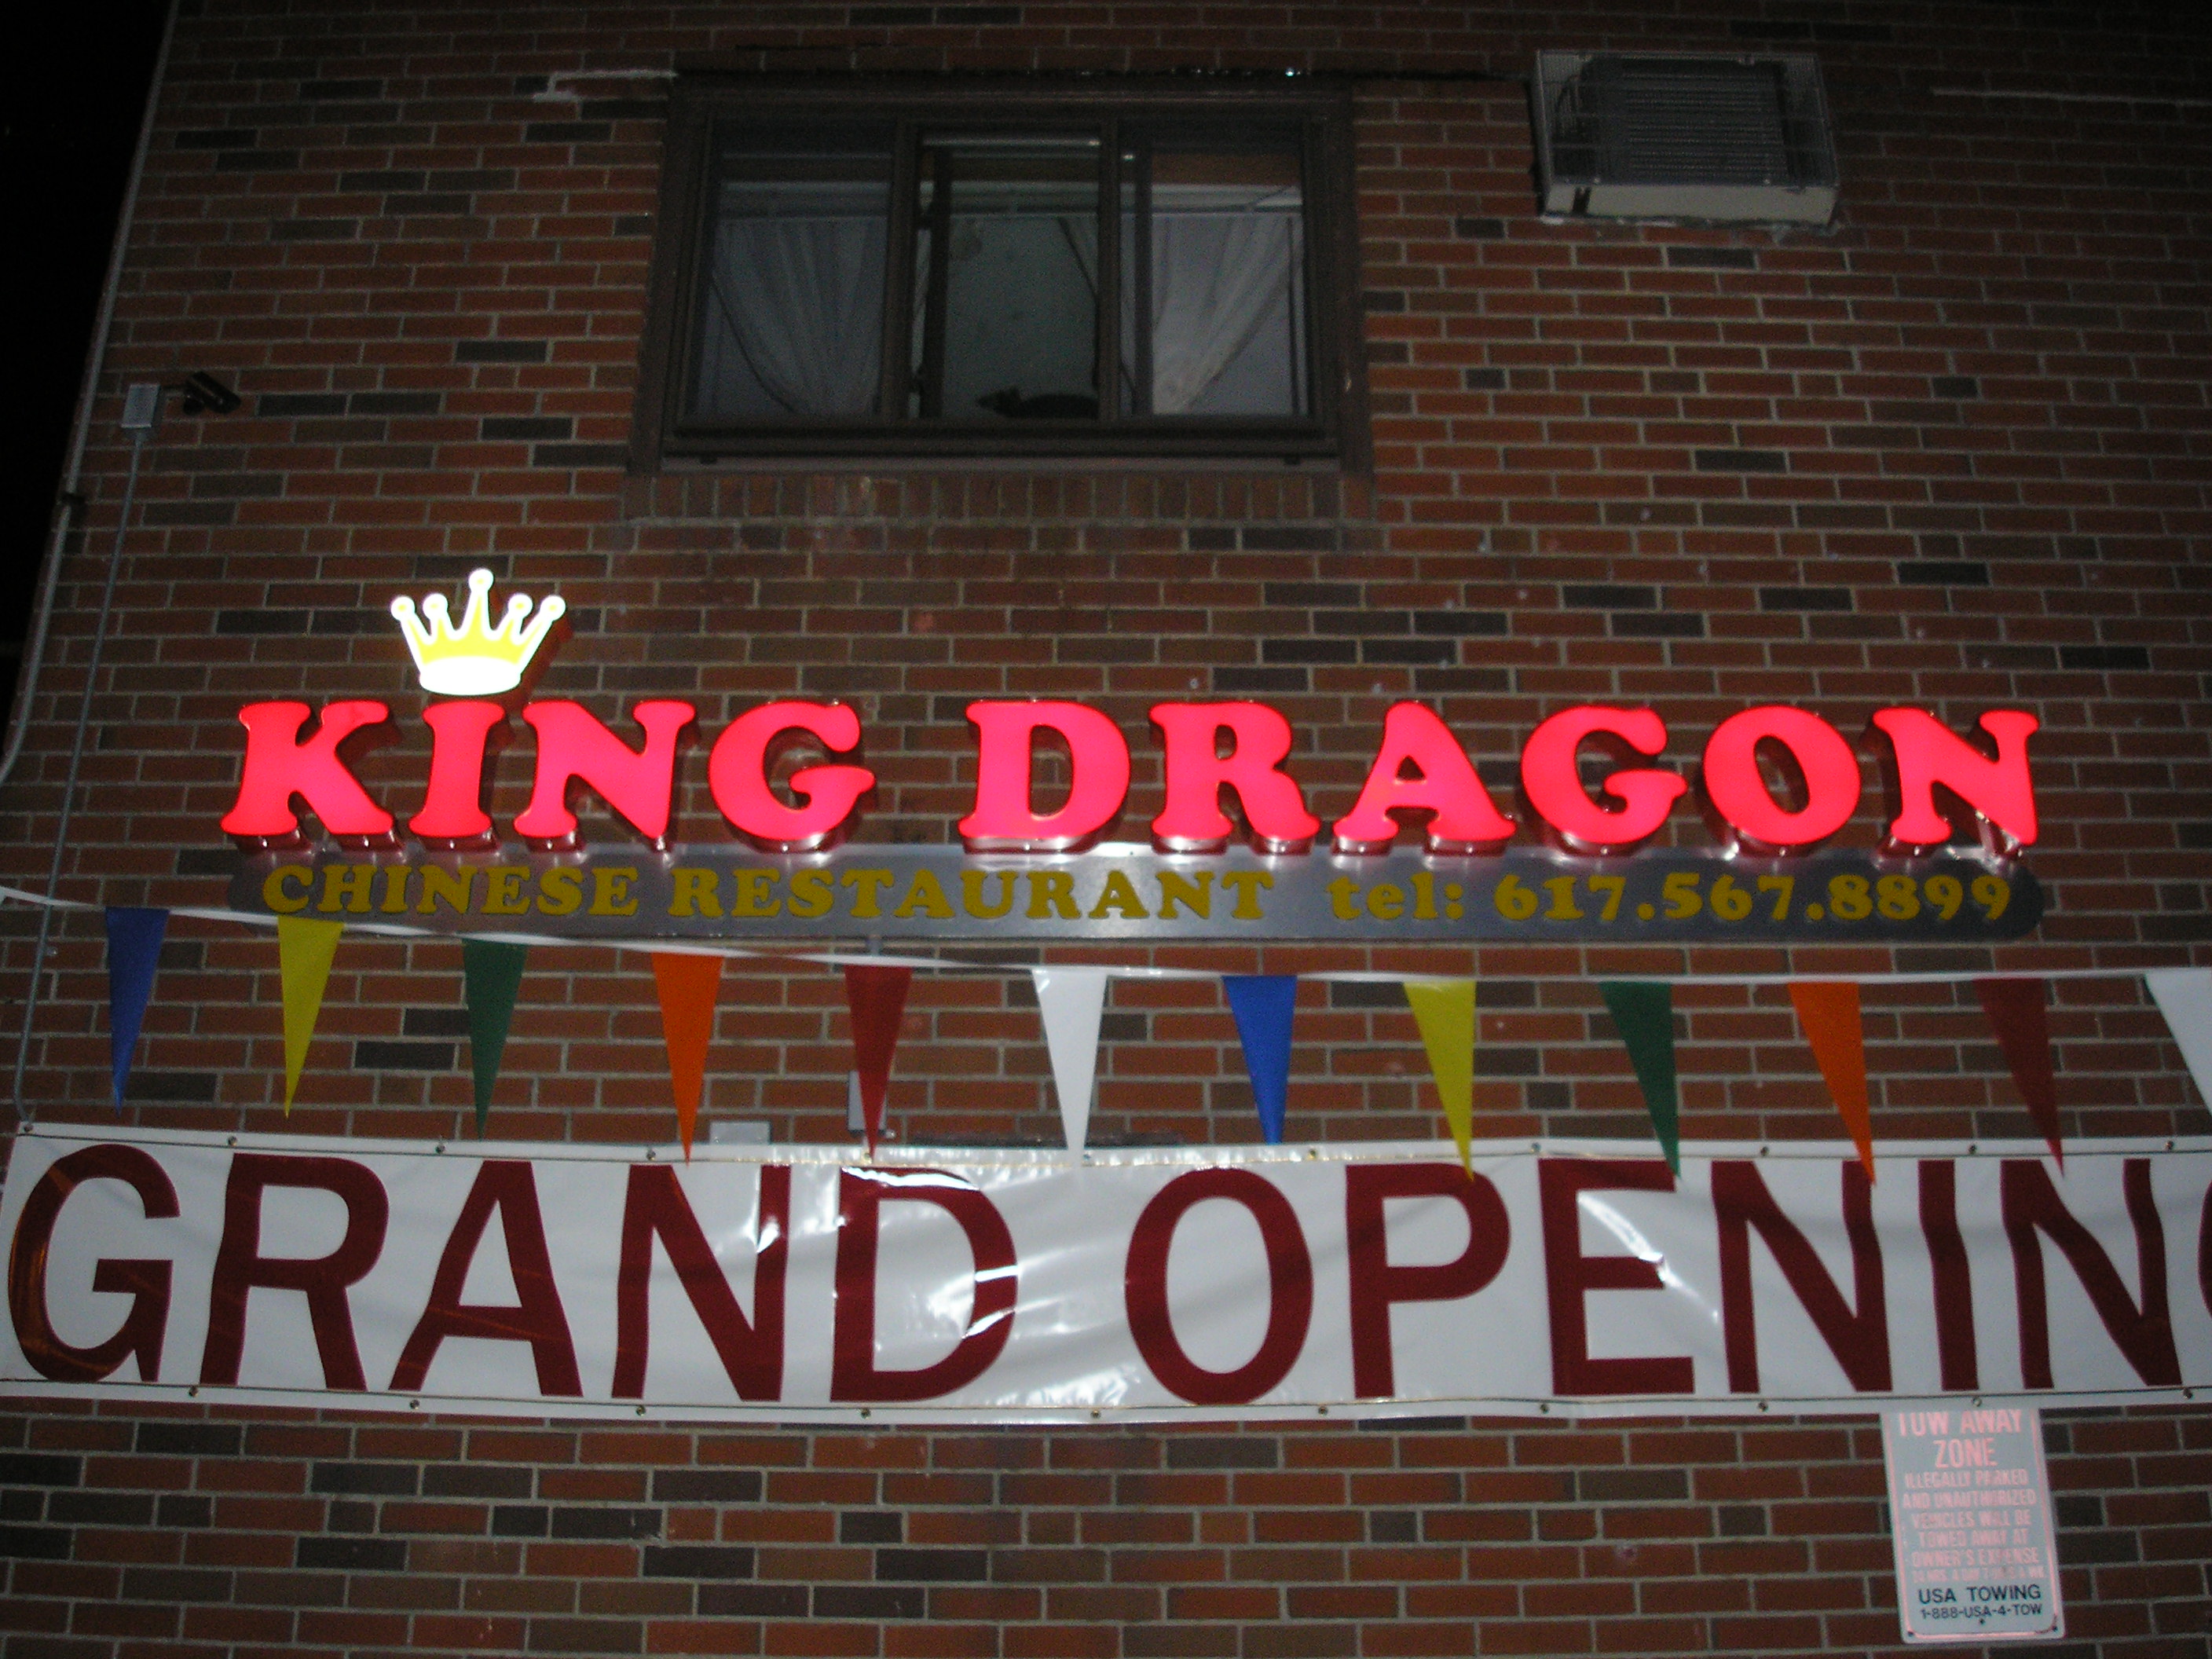 KING DRAGON
CHINESE RESTAURANT tel: 617.567.8899
GRAND OPENING
TOW AWAY
ZONE
ILLEGALLY PARKED
AND UNAUTHORIZED
VEHICLES WILL BE
TOWED AWAY AT
OWNER'S EXPENSE
USA TOWING
1-888-USA-4-TOW